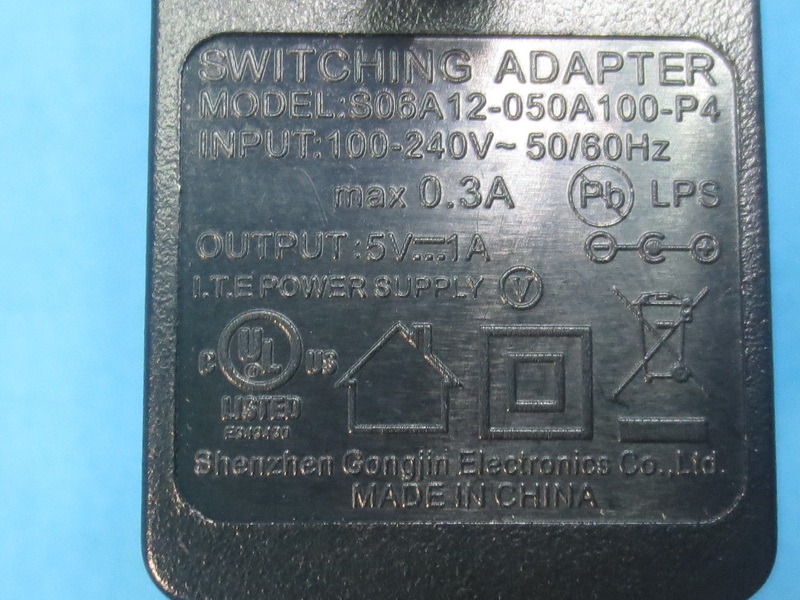 SWITCHING ADAPTER
MODEL:S06A12-050A100-P4
INPUT:100-240V~ 50/60Hz
max 0.3A Pb LPS
OUTPUT:5V⎓1A
I.T.E POWER SUPPLY V
C UL US
LISTED
Shenzhen Gongjin Electronics Co.,Ltd.
MADE IN CHINA